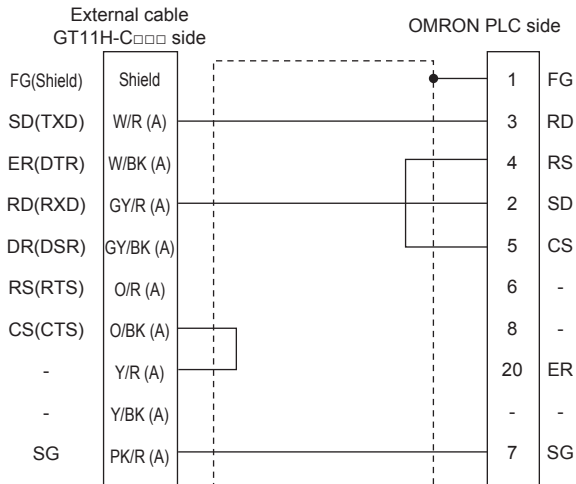 External cable
GT11H-C□□□ side
OMRON PLC side
FG(Shield) Shield 1 FG
SD(TXD) W/R (A) 3 RD
ER(DTR) W/BK (A) 4 RS
RD(RXD) GY/R (A) 2 SD
DR(DSR) GY/BK (A) 5 CS
RS(RTS) O/R (A) 6 -
CS(CTS) O/BK (A) 8 -
- Y/R (A) 20 ER
- Y/BK (A) - -
SG PK/R (A) 7 SG